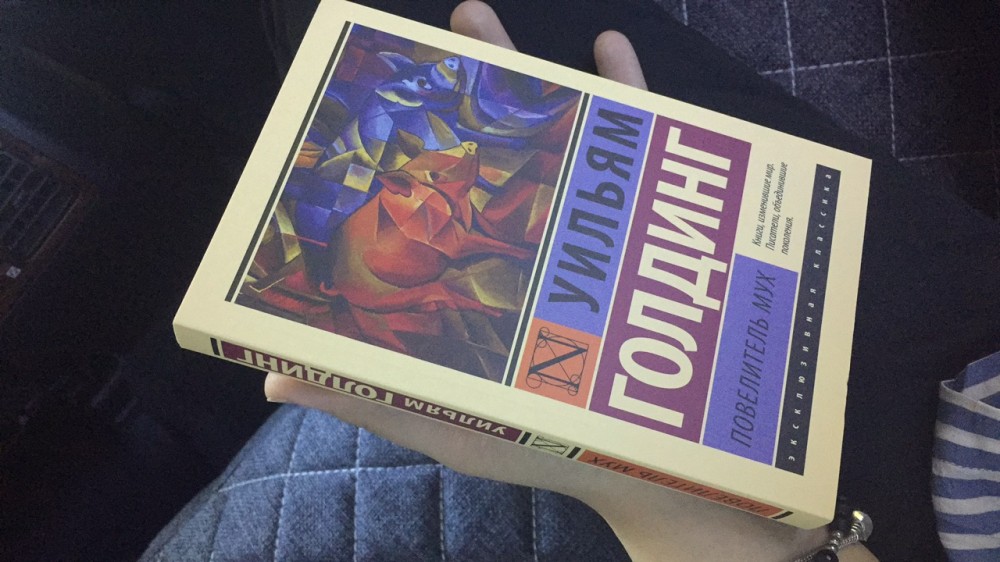 УИЛЬЯМ
ГОЛДИНГ
Книги, изменившие мир.
Писатели, объединившие
поколения.
ПОВЕЛИТЕЛЬ МУХ
эксклюзивная классика
УИЛЬЯМ ГОЛДИНГ
ПОВЕЛИТЕЛЬ МУХ